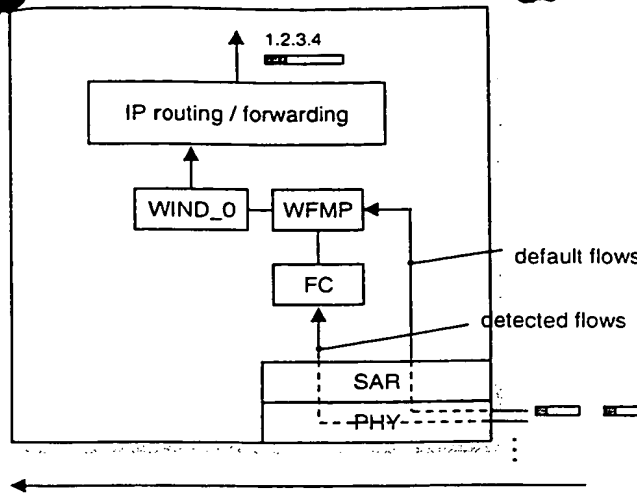 1.2.3.4
IP routing / forwarding
WIND_0
WFMP
default flows
FC
detected flows
SAR
PHY